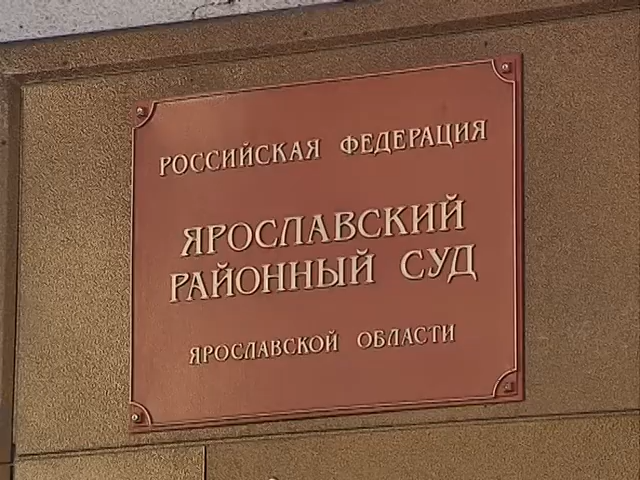 РОССИЙСКАЯ ФЕДЕРАЦИЯ
ЯРОСЛАВСКИЙ
РАЙОННЫЙ СУД
ЯРОСЛАВСКОЙ ОБЛАСТИ